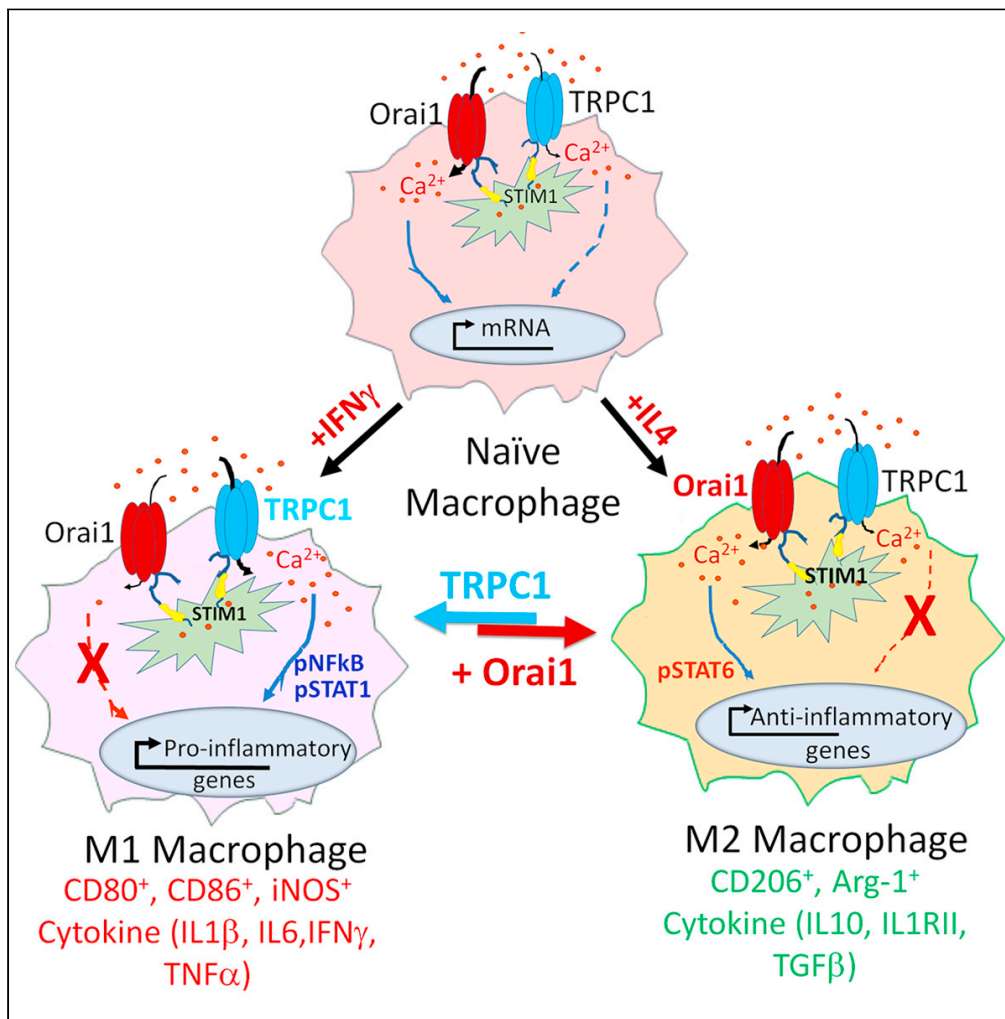 Orai1
TRPC1
Ca²⁺
Ca²⁺
STIM1
mRNA
+IFNγ
+IL4
Naïve
Macrophage
Orai1
TRPC1
Ca²⁺
STIM1
X
pNFkB
pSTAT1
Pro-inflammatory
genes
TRPC1
+ Orai1
Orai1
TRPC1
Ca²⁺
Ca²⁺
STIM1
X
pSTAT6
Anti-inflammatory
genes
M1 Macrophage
CD80⁺, CD86⁺, iNOS⁺
Cytokine (IL1β, IL6,IFNγ,
TNFα)
M2 Macrophage
CD206⁺, Arg-1⁺
Cytokine (IL10, IL1RII,
TGFβ)